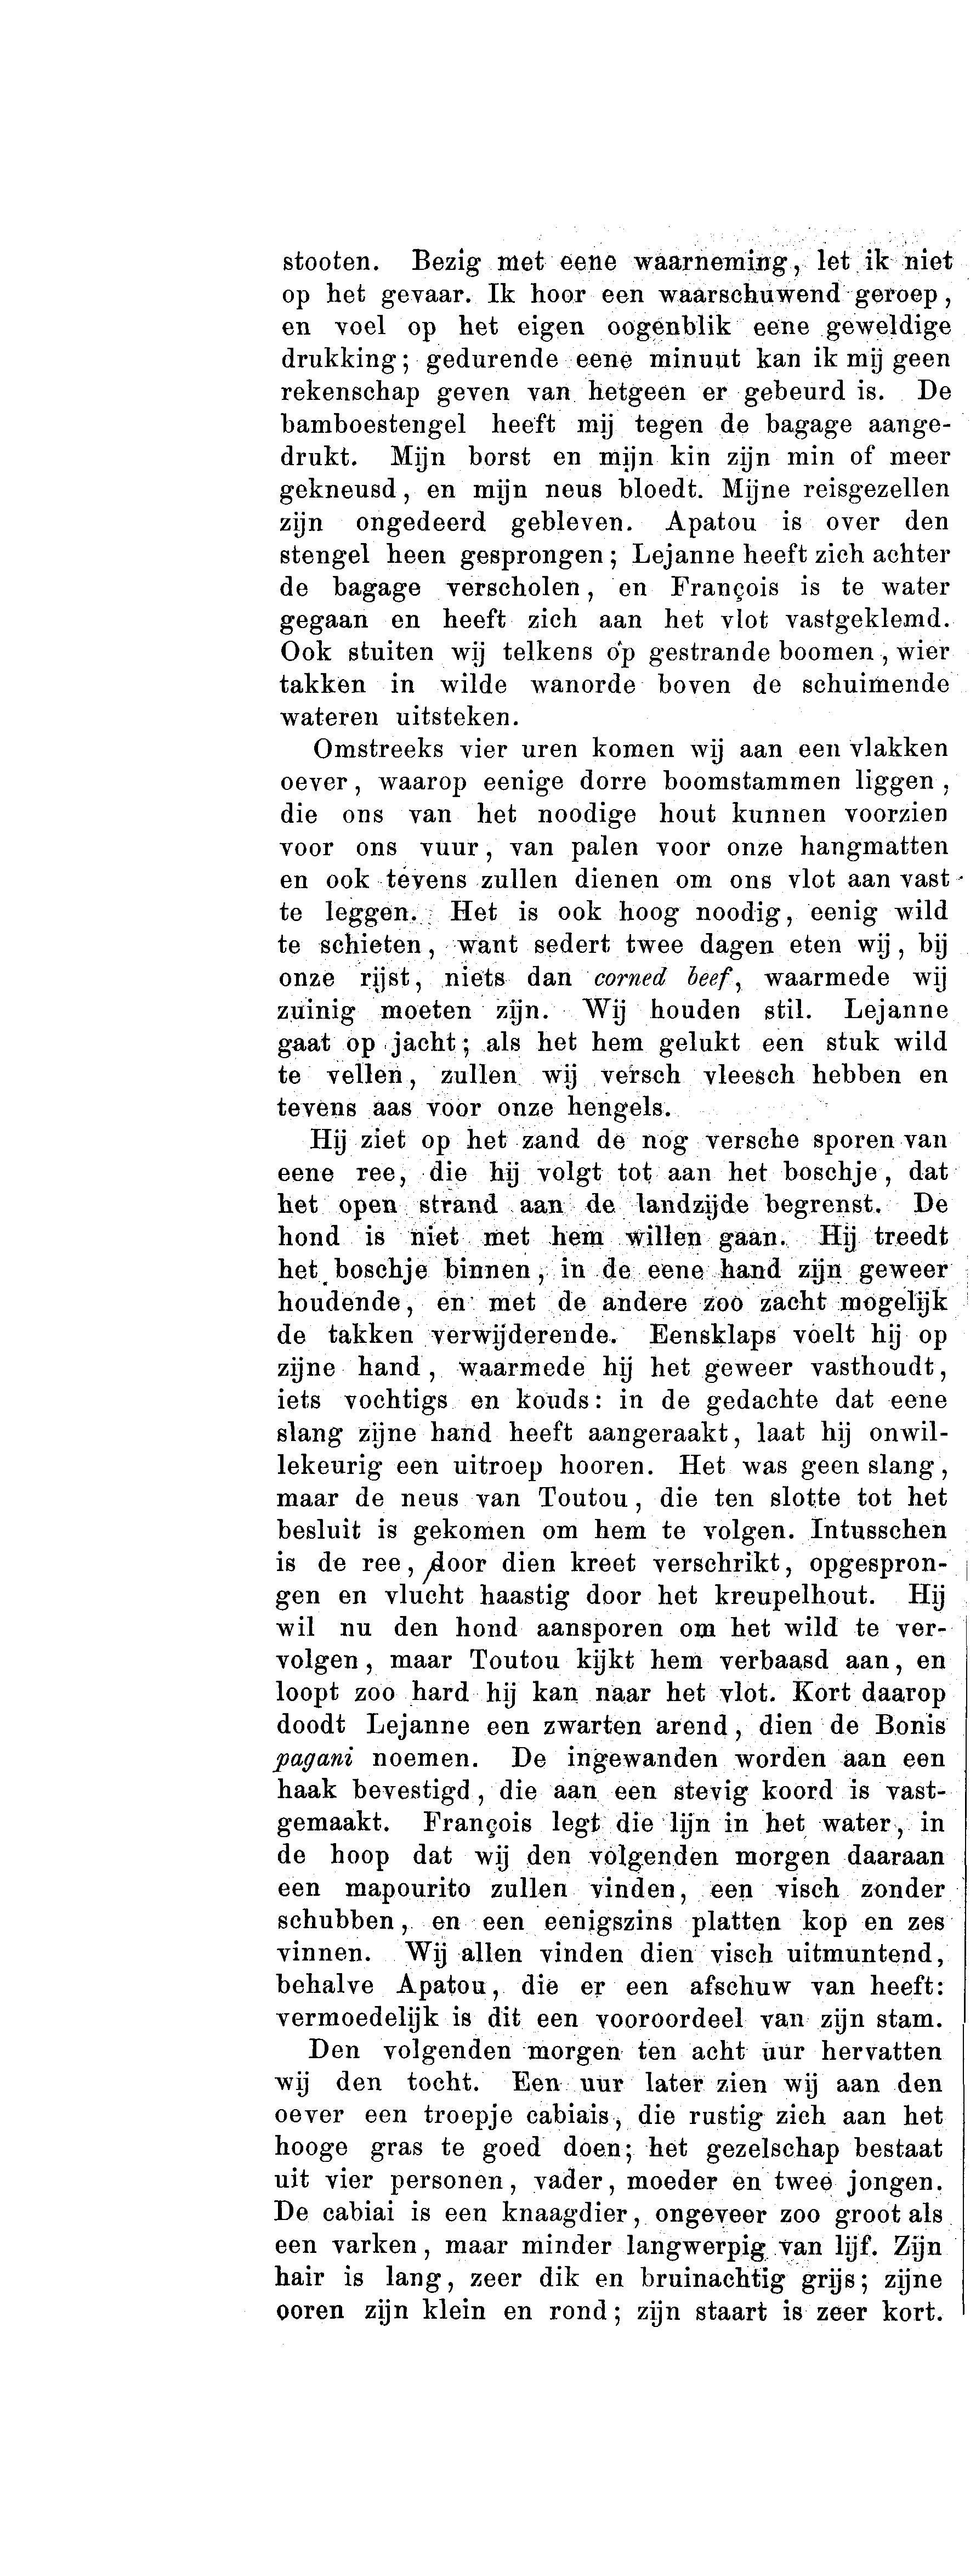 stooten. Bezig met eene waarneming, let ik niet
op het gevaar. Ik hoor een waarschuwend geroep,
en voel op het eigen oogenblik eene geweldige
drukking; gedurende eene minuut kan ik mij geen
rekenschap geven van hetgeen er gebeurd is. De
bamboestengel heeft mij tegen de bagage aange-
drukt. Mijn borst en mijn kin zijn min of meer
gekneusd, en mijn neus bloedt. Mijne reisgezellen
zijn ongedeerd gebleven. Apatou is over den
stengel heen gesprongen; Lejanne heeft zich achter
de bagage verscholen, en François is te water
gegaan en heeft zich aan het vlot vastgeklemd.
Ook stuiten wij telkens op gestrande boomen, wier
takken in wilde wanorde boven de schuimende
wateren uitsteken.
Omstreeks vier uren komen wij aan een vlakken
oever, waarop eenige dorre boomstammen liggen,
die ons van het noodige hout kunnen voorzien
voor ons vuur, van palen voor onze hangmatten
en ook tevens zullen dienen om ons vlot aan vast
te leggen. Het is ook hoog noodig, eenig wild
te schieten, want sedert twee dagen eten wij, bij
onze rijst, niets dan corned beef, waarmede wij
zuinig moeten zijn. Wij houden stil. Lejanne
gaat op jacht; als het hem gelukt een stuk wild
te vellen, zullen wij versch vleesch hebben en
tevens aas voor onze hengels.
Hij ziet op het zand de nog versche sporen van
eene ree, die hij volgt tot aan het boschje, dat
het open strand aan de landzijde begrenst. De
hond is niet met hem willen gaan. Hij treedt
het boschje binnen, in de eene hand zijn geweer
houdende, en met de andere zoo zacht mogelijk
de takken verwijderende. Eensklaps voelt hij op
zijne hand, waarmede hij het geweer vasthoudt,
iets vochtigs en kouds: in de gedachte dat eene
slang zijne hand heeft aangeraakt, laat hij onwil-
lekeurig een uitroep hooren. Het was geen slang,
maar de neus van Toutou, die ten slotte tot het
besluit is gekomen om hem te volgen. Intusschen
is de ree, door dien kreet verschrikt, opgespron-
gen en vlucht haastig door het kreupelhout. Hij
wil nu den hond aansporen om het wild te ver-
volgen, maar Toutou kijkt hem verbaasd aan, en
loopt zoo hard hij kan naar het vlot. Kort daarop
doodt Lejanne een zwarten arend, dien de Bonis
pagani noemen. De ingewanden worden aan een
haak bevestigd, die aan een stevig koord is vast-
gemaakt. François legt die lijn in het water, in
de hoop dat wij den volgenden morgen daaraan
een mapourito zullen vinden, een visch zonder
schubben, en een eenigszins platten kop en zes
vinnen. Wij allen vinden dien visch uitmuntend,
behalve Apatou, die er een afschuw van heeft:
vermoedelijk is dit een vooroordeel van zijn stam.
Den volgenden morgen ten acht uur hervatten
wij den tocht. Een uur later zien wij aan den
oever een troepje cabiais, die rustig zich aan het
hooge gras te goed doen; het gezelschap bestaat
uit vier personen, vader, moeder en twee jongen.
De cabiai is een knaagdier, ongeveer zoo groot als
een varken, maar minder langwerpig van lijf. Zijn
hair is lang, zeer dik en bruinachtig grijs; zijne
ooren zijn klein en rond; zijn staart is zeer kort.